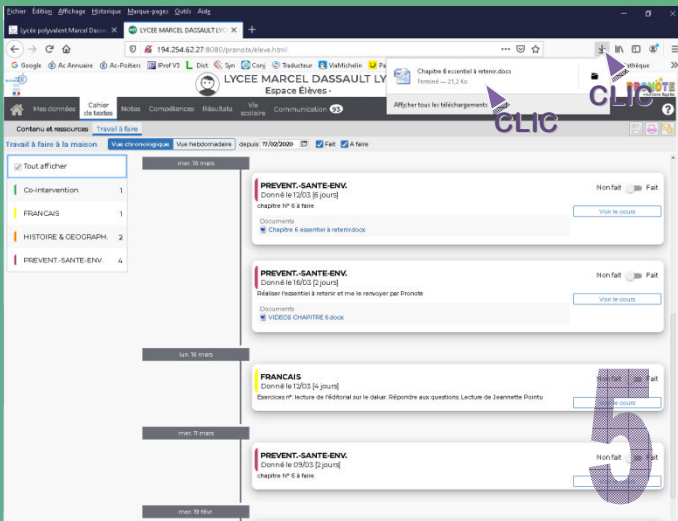 Fichier Édition Affichage Historique Marque-pages Outils Aide
Lycée polyvalent Marcel Dassau X
LYCEE MARCEL DASSAULT LYC X
194.254.62.27:8080/pronote/eleve.html
Google Ac Annuaire Ac-Poitiers IProf V3 Dict Syn Conj Traducteur ViaMichelin
LYCEE MARCEL DASSAULT LY
Espace Élèves -
Chapitre 6 essentiel à retenir.docx
Terminé — 21,2 Ko
Afficher tous les téléchargements
CLIC
CLIC
Mes données
Cahier de textes
Notes
Compétences
Résultats
Vie scolaire
Communication 93
Contenu et ressources
Travail à faire
Travail à faire à la maison
Vue chronologique
Vue hebdomadaire
depuis 17/02/2020
Fait
A faire
Tout afficher
Co-intervention 1
FRANCAIS 1
HISTOIRE & GEOGRAPH. 2
PREVENT.-SANTE-ENV. 4
mer. 18 mars
PREVENT.-SANTE-ENV.
Donné le 12/03 [6 jours]
chapitre N° 6 à faire
Documents
Chapitre 6 essentiel à retenir.docx
Non fait Fait
Voir le cours
PREVENT.-SANTE-ENV.
Donné le 16/03 [2 jours]
Réaliser l'essentiel à retenir et me le renvoyer par Pronote
Documents
VIDEOS CHAPITRE 6.docx
Non fait Fait
Voir le cours
lun. 16 mars
FRANCAIS
Donné le 12/03 [4 jours]
Exercices n°: lecture de l'éditorial sur le dakar. Répondre aux questions. Lecture de Jeannette Pointu
Non fait Fait
Voir le cours
mer. 11 mars
PREVENT.-SANTE-ENV.
Donné le 09/03 [2 jours]
chapitre N° 6 à faire
Non fait Fait
Voir le cours
5
mer. 19 févr.